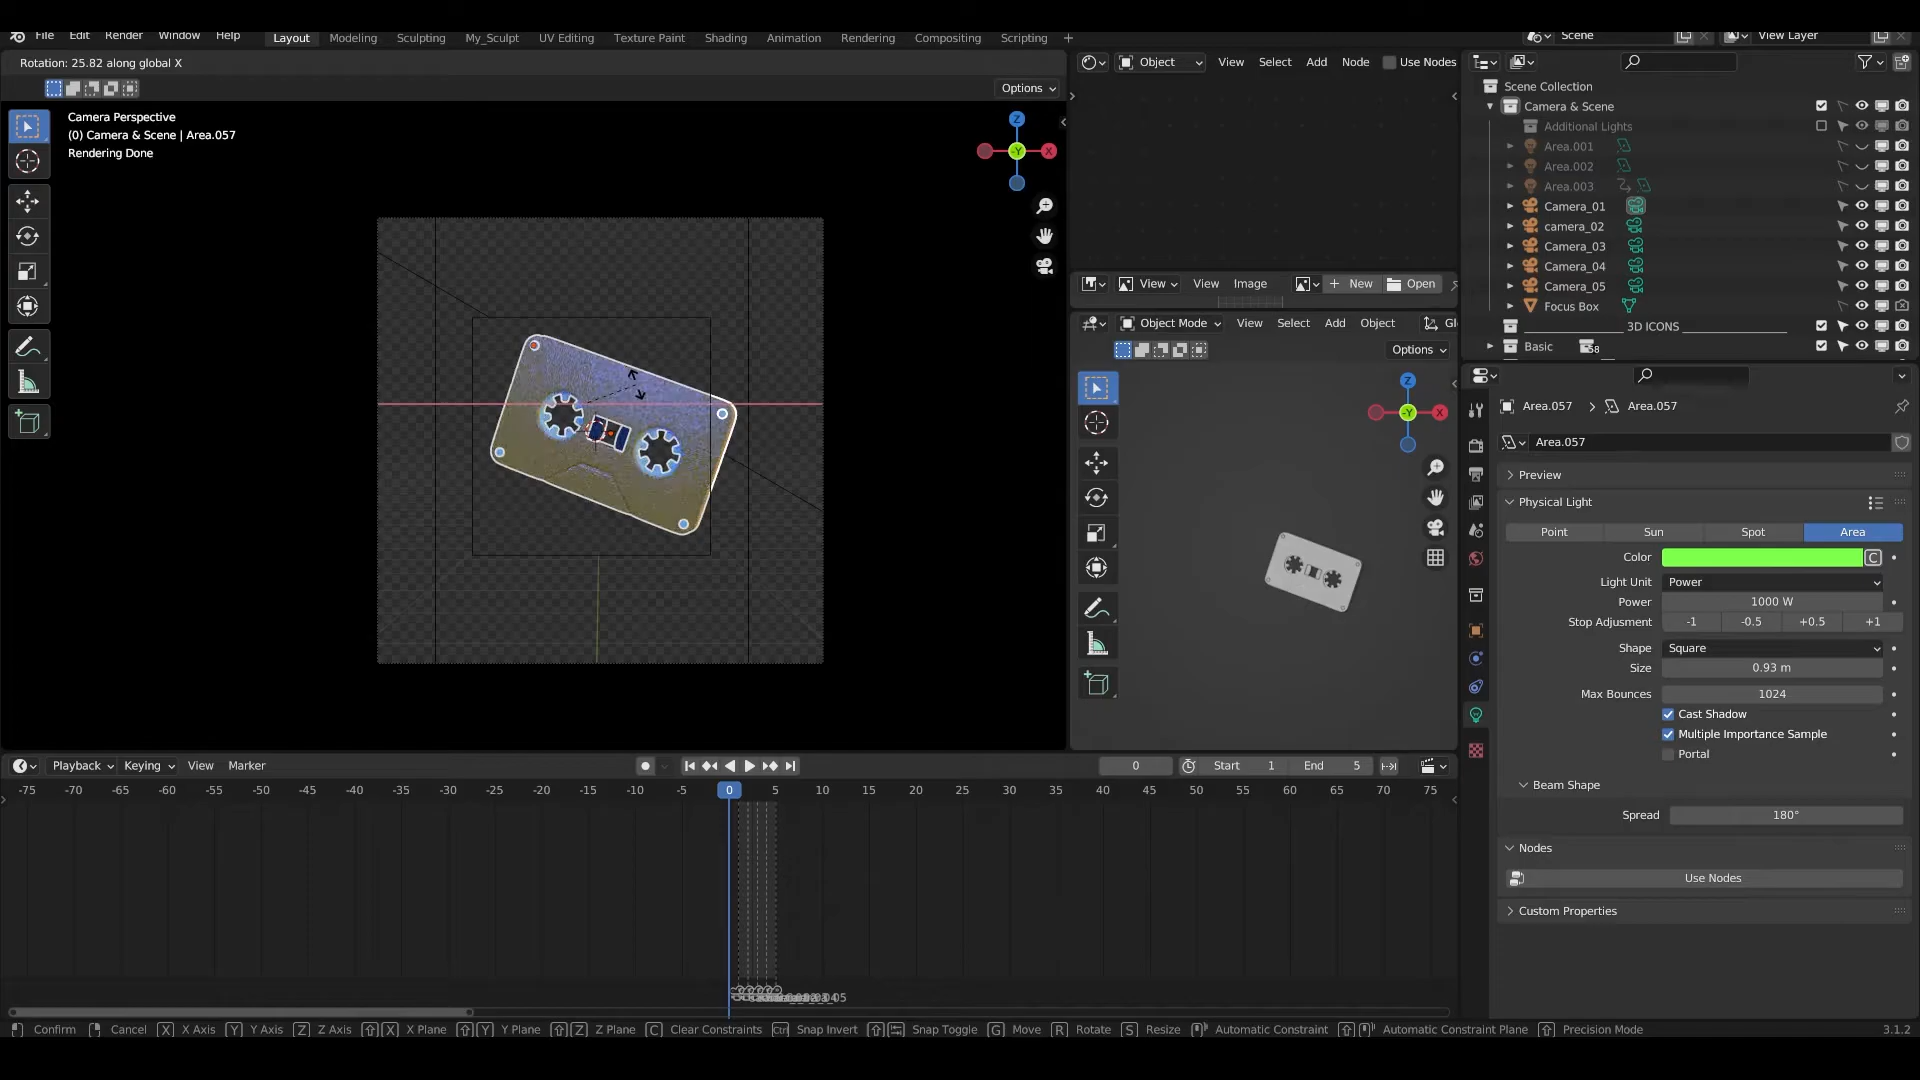 File Edit Render Window Help Layout Modeling Sculpting My_Sculpt UV Editing Texture Paint Shading Animation Rendering Compositing Scripting + Scene View Layer
Rotation: 25.82 along global X
Options
Camera Perspective
(0) Camera & Scene | Area.057
Rendering Done
Z
-Y
X
Object View Select Add Node Use Nodes
View View Image + New Open
Object Mode View Select Add Object
Options
Z
-Y
X
Scene Collection
Camera & Scene
Additional Lights
Area.001
Area.002
Area.003
Camera_01
camera_02
Camera_03
Camera_04
Camera_05
Focus Box
3D ICONS
Basic 58
Area.057 > Area.057
Area.057
Preview
Physical Light
Point Sun Spot Area
Color C
Light Unit Power
Power 1000 W
Stop Adjusment -1 -0.5 +0.5 +1
Shape Square
Size 0.93 m
Max Bounces 1024
Cast Shadow
Multiple Importance Sample
Portal
Beam Shape
Spread 180°
Nodes
Use Nodes
Custom Properties
Playback Keying View Marker 0 Start 1 End 5
-75 -70 -65 -60 -55 -50 -45 -40 -35 -30 -25 -20 -15 -10 -5 0 5 10 15 20 25 30 35 40 45 50 55 60 65 70 75
Confirm Cancel X X Axis Y Y Axis Z Z Axis X X Plane Y Y Plane Z Z Plane C Clear Constraints Ctrl Snap Invert Snap Toggle G Move R Rotate S Resize Automatic Constraint Automatic Constraint Plane Precision Mode 3.1.2